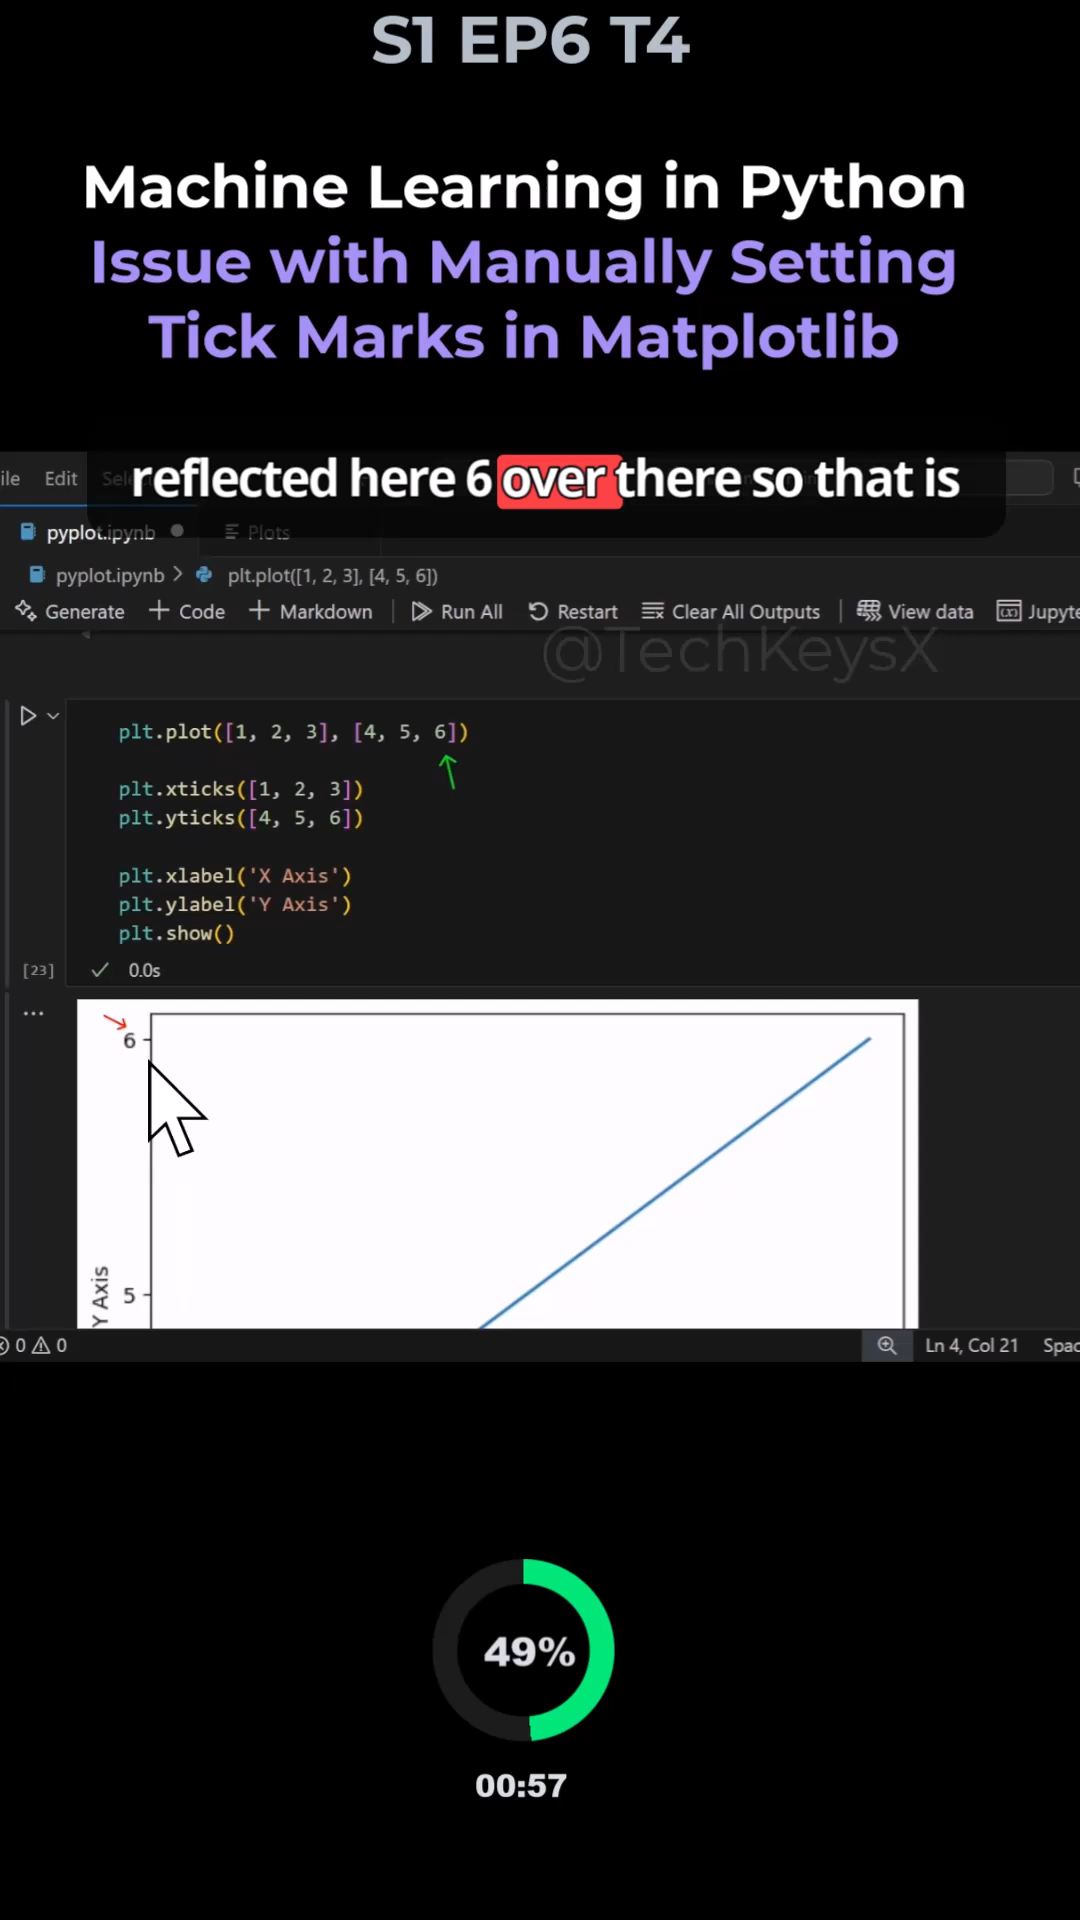 S1 EP6 T4
Machine Learning in Python
Issue with Manually Setting
Tick Marks in Matplotlib
reflected here 6 over there so that is
Edit
pyplot.ipynb
Plots
pyplot.ipynb > plt.plot([1, 2, 3], [4, 5, 6])
Generate + Code + Markdown | Run All Restart Clear All Outputs | View data
@TechKeysX
plt.plot([1, 2, 3], [4, 5, 6])
plt.xticks([1, 2, 3])
plt.yticks([4, 5, 6])
plt.xlabel('X Axis')
plt.ylabel('Y Axis')
plt.show()
[23] ✓ 0.0s
...
6
5
Y Axis
0 0
Ln 4, Col 21
49%
00:57